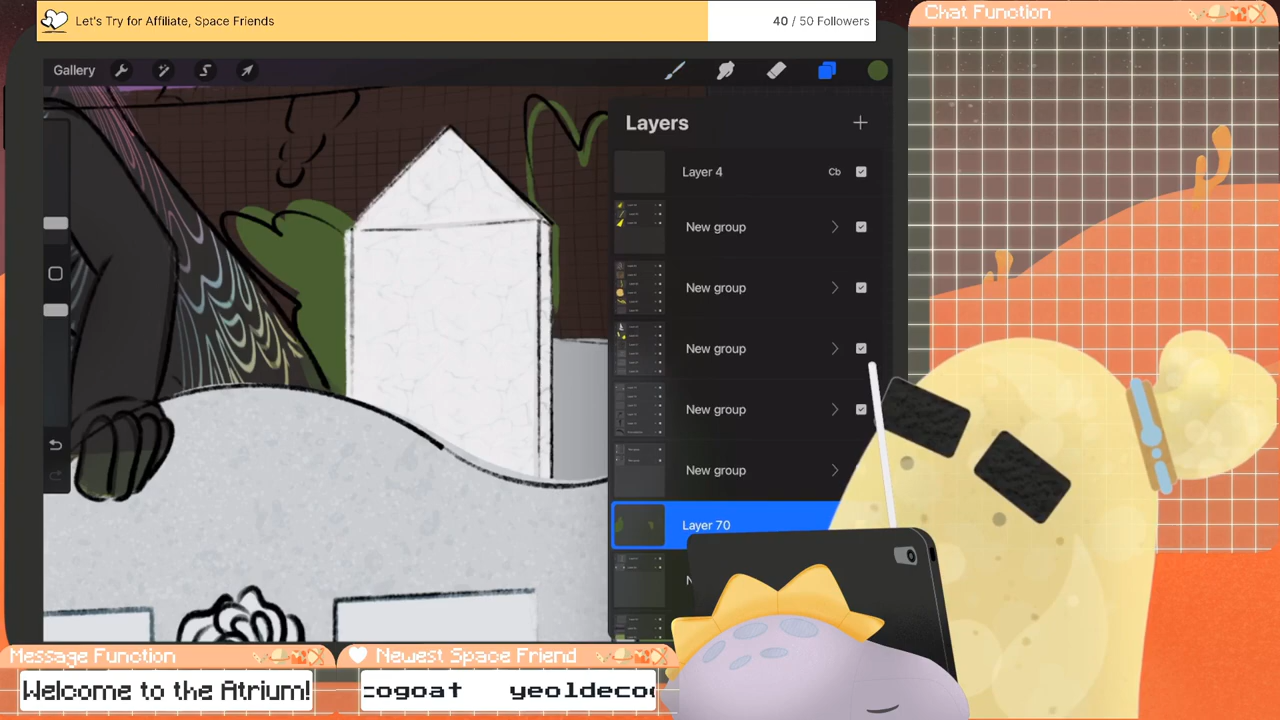 Let's Try for Affiliate, Space Friends
40 / 50 Followers
Chat Function
Gallery
Layers
Layer 4
Cb
New group
New group
New group
New group
New group
Layer 70
N
Message Function
Newest Space Friend
Welcome to the Atrium!
cogoat yeoldecoo